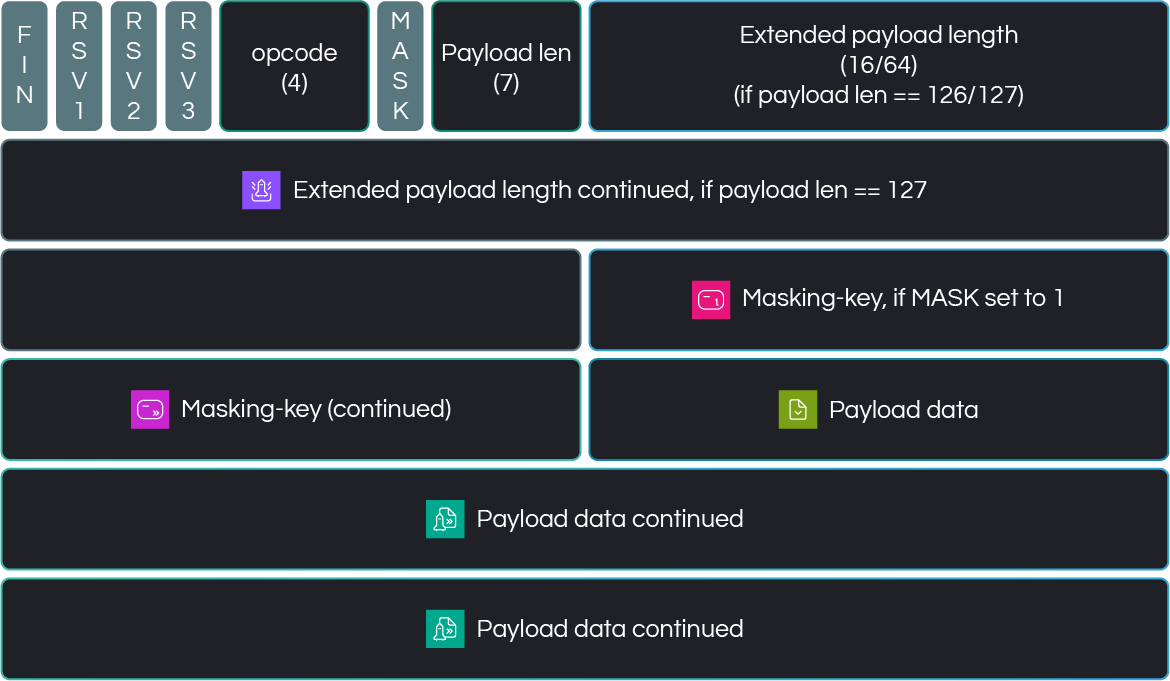 FIN
RSV1
RSV2
RSV3
opcode
(4)
MASK
Payload len
(7)
Extended payload length
(16/64)
(if payload len == 126/127)
Extended payload length continued, if payload len == 127
Masking-key, if MASK set to 1
Masking-key (continued)
Payload data
Payload data continued
Payload data continued